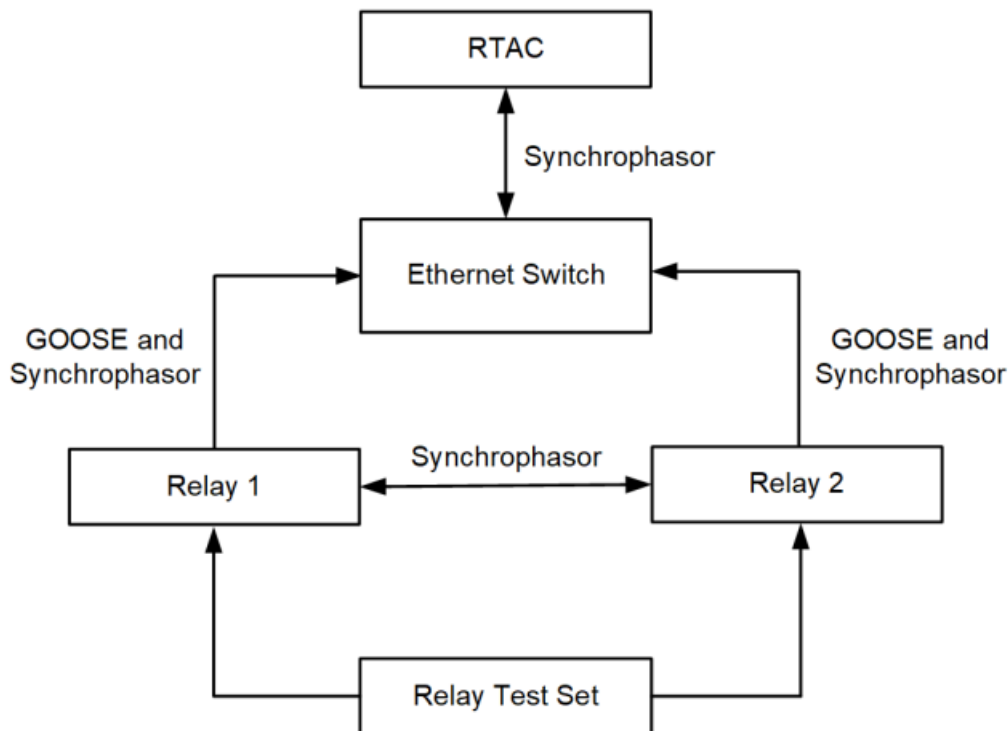 RTAC
Synchrophasor
Ethernet Switch
GOOSE and
Synchrophasor
GOOSE and
Synchrophasor
Synchrophasor
Relay 1
Relay 2
Relay Test Set